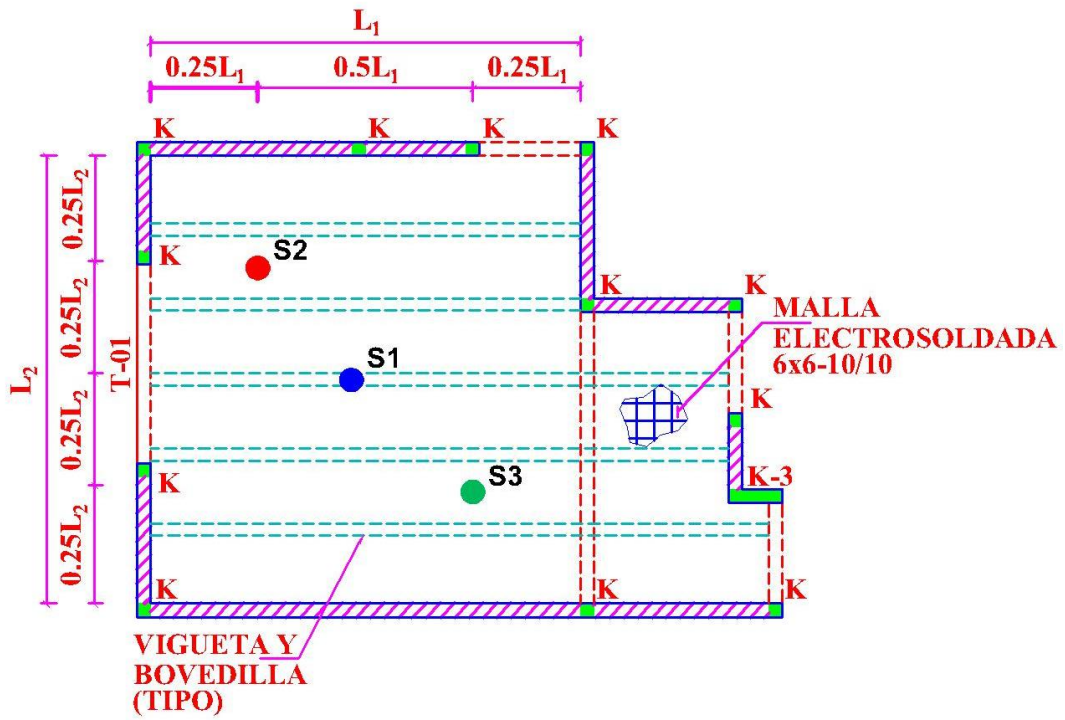 L₁
0.25L₁ 0.5L₁ 0.25L₁
K K K K
0.25L₂
K
S2
0.25L₂
K K
MALLA
ELECTROSOLDADA
6x6-10/10
L₂
T-01
S1
K
0.25L₂
K
S3
K-3
0.25L₂
K K K
VIGUETA Y
BOVEDILLA
(TIPO)